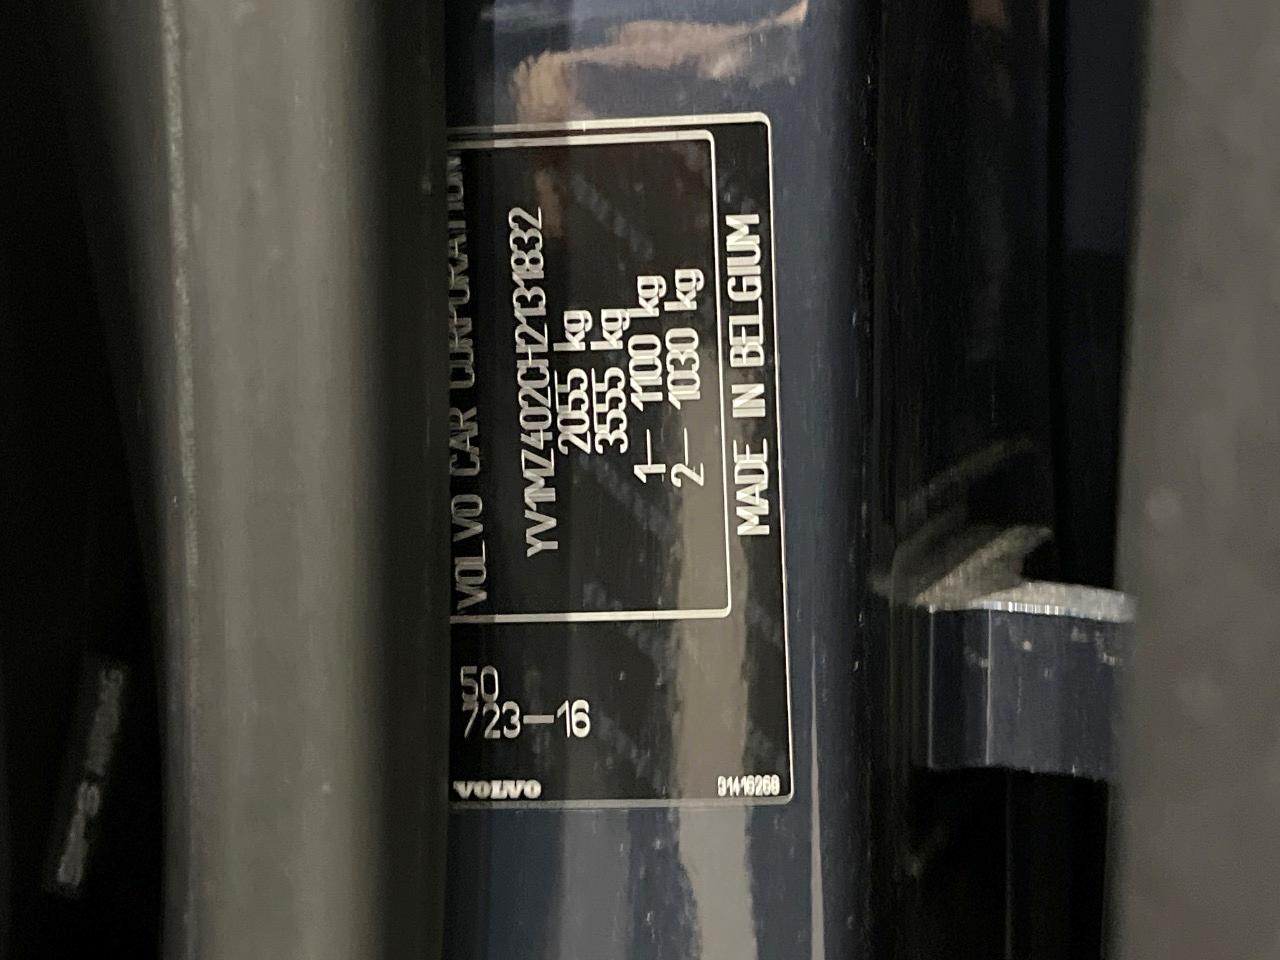 VOLVO CAR CORPORATION
YV1MZ402CH2131832
2055 kg
3555 kg
1— 1100 kg
2— 1030 kg
MADE IN BELGIUM
50
723—16
VOLVO
31416268